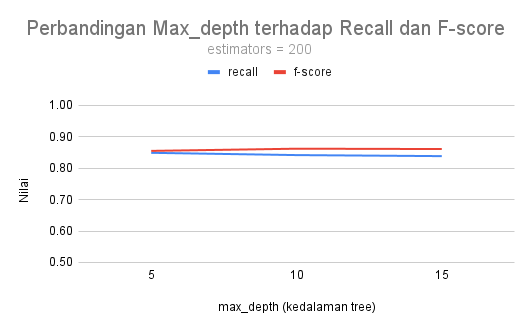 Perbandingan Max_depth terhadap Recall dan F-score
estimators = 200
recall f-score
1.00
0.90
0.80
0.70
0.60
0.50
Nilai
5 10 15
max_depth (kedalaman tree)